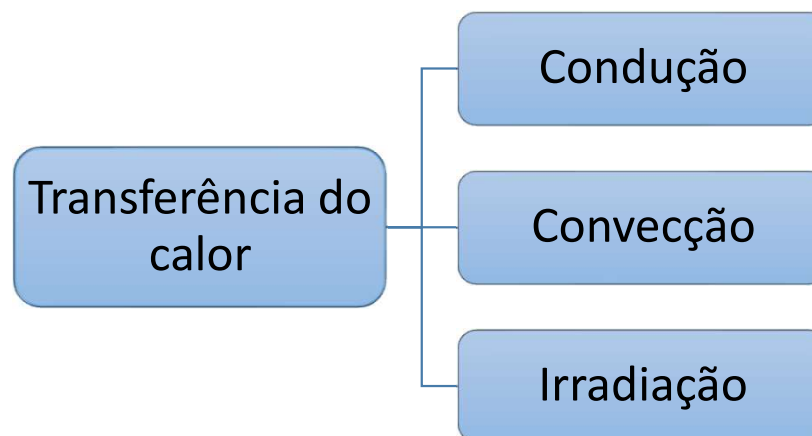 Transferência do
calor
Condução
Convecção
Irradiação